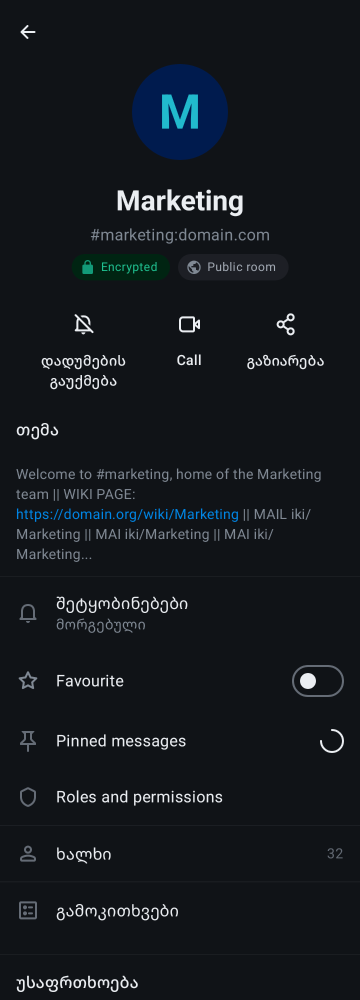 M
Marketing
#marketing:domain.com
Encrypted
Public room
დადუმების
გაუქმება
Call
გაზიარება
თემა
Welcome to #marketing, home of the Marketing
team || WIKI PAGE:
https://domain.org/wiki/Marketing || MAIL iki/
Marketing || MAI iki/Marketing || MAI iki/
Marketing...
შეტყობინებები
მორგებული
Favourite
Pinned messages
Roles and permissions
ხალხი
32
გამოკითხვები
უსაფრთხოება